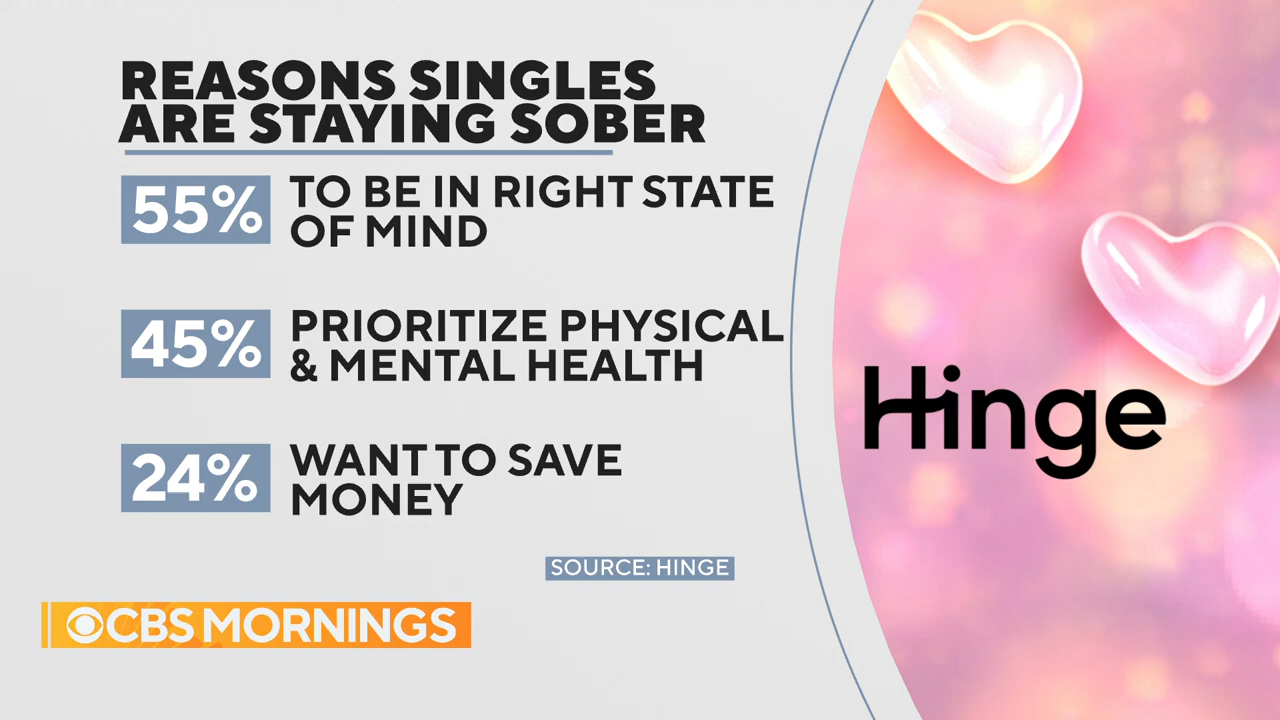 REASONS SINGLES
ARE STAYING SOBER
55% TO BE IN RIGHT STATE
OF MIND
45% PRIORITIZE PHYSICAL
& MENTAL HEALTH
24% WANT TO SAVE
MONEY
SOURCE: HINGE
CBS MORNINGS
Hinge